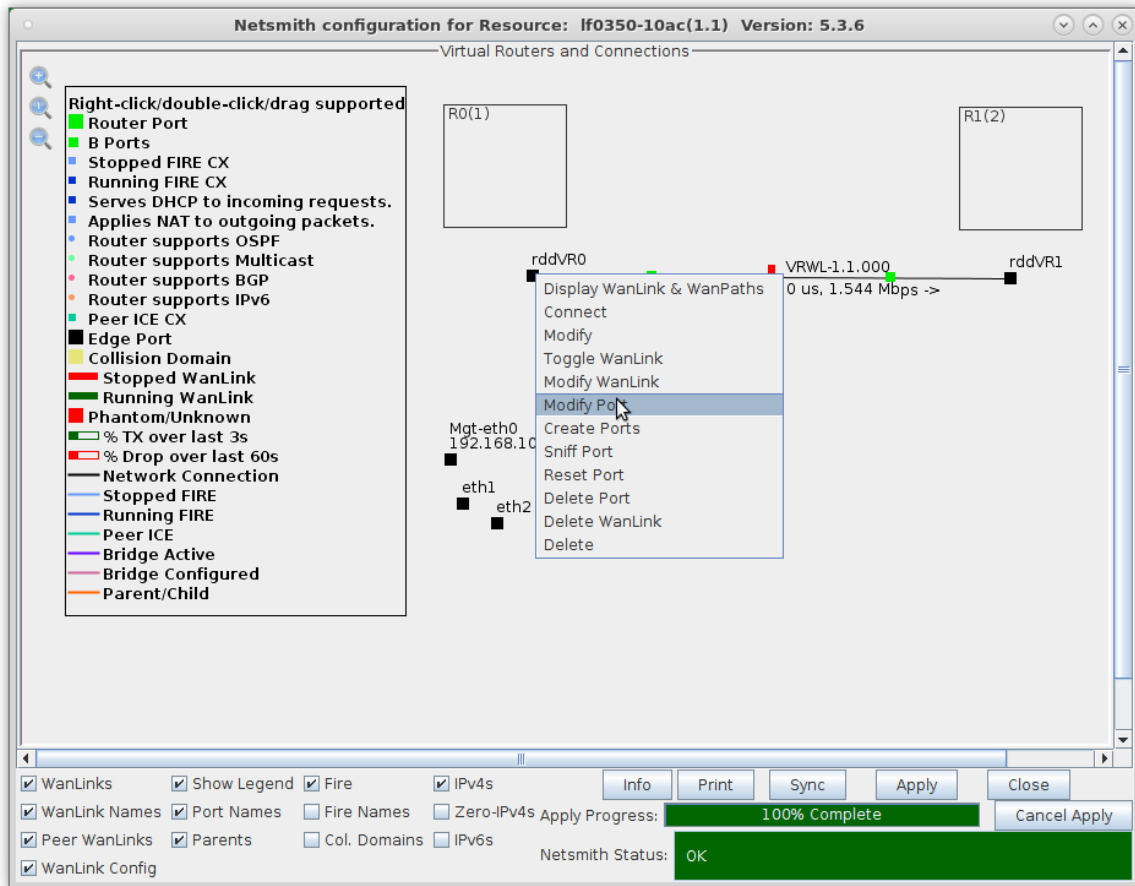 Netsmith configuration for Resource: lf0350-10ac(1.1) Version: 5.3.6
Virtual Routers and Connections
Right-click/double-click/drag supported
Router Port
B Ports
Stopped FIRE CX
Running FIRE CX
Serves DHCP to incoming requests.
Applies NAT to outgoing packets.
Router supports OSPF
Router supports Multicast
Router supports BGP
Router supports IPv6
Peer ICE CX
Edge Port
Collision Domain
Stopped WanLink
Running WanLink
Phantom/Unknown
% TX over last 3s
% Drop over last 60s
Network Connection
Stopped FIRE
Running FIRE
Peer ICE
Bridge Active
Bridge Configured
Parent/Child
R0(1)
R1(2)
rddVR0
VRWL-1.1.000
0 us, 1.544 Mbps ->
rddVR1
Display WanLink & WanPaths
Connect
Modify
Toggle WanLink
Modify WanLink
Modify Port
Create Ports
Sniff Port
Reset Port
Delete Port
Delete WanLink
Delete
Mgt-eth0
192.168.10
eth1
eth2
WanLinks Show Legend Fire IPv4s Info Print Sync Apply Close
WanLink Names Port Names Fire Names Zero-IPv4s Apply Progress: 100% Complete Cancel Apply
Peer WanLinks Parents Col. Domains IPv6s
Netsmith Status: OK
WanLink Config